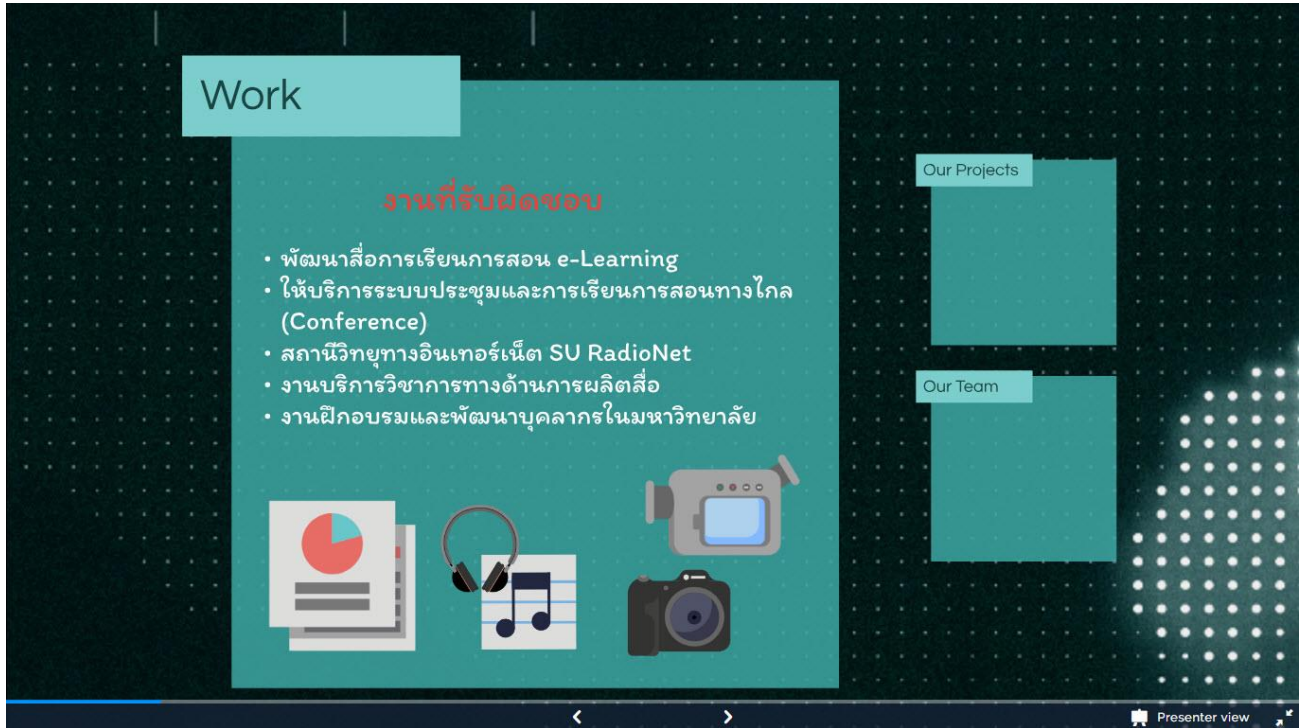 Work
งานที่รับผิดชอบ
• พัฒนาสื่อการเรียนการสอน e-Learning
• ให้บริการระบบประชุมและการเรียนการสอนทางไกล
(Conference)
• สถานีวิทยุทางอินเทอร์เน็ต SU RadioNet
• งานบริการวิชาการทางด้านการผลิตสื่อ
• งานฝึกอบรมและพัฒนาบุคลากรในมหาวิทยาลัย
Our Projects
Our Team
Presenter view